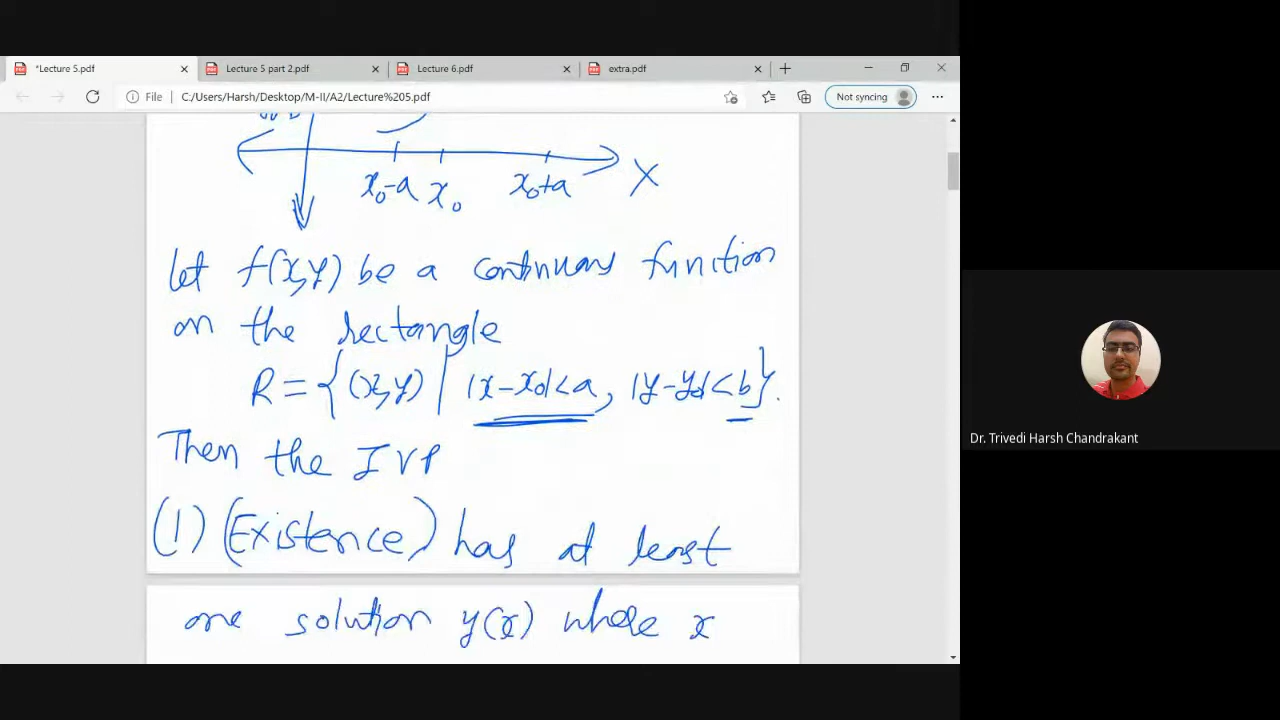 *Lecture 5.pdf
Lecture 5 part 2.pdf
Lecture 6.pdf
extra.pdf
File | C:/Users/Harsh/Desktop/M-II/A2/Lecture%205.pdf
Not syncing
x₀-a x₀ x₀+a X
let f(x,y) be a continuous function
on the rectangle
R = {(x,y) | |x-x₀|<a, |y-y₀|<b}.
Then the IVP
(1) (Existence) has at least
one solution y(x) where x
Dr. Trivedi Harsh Chandrakant